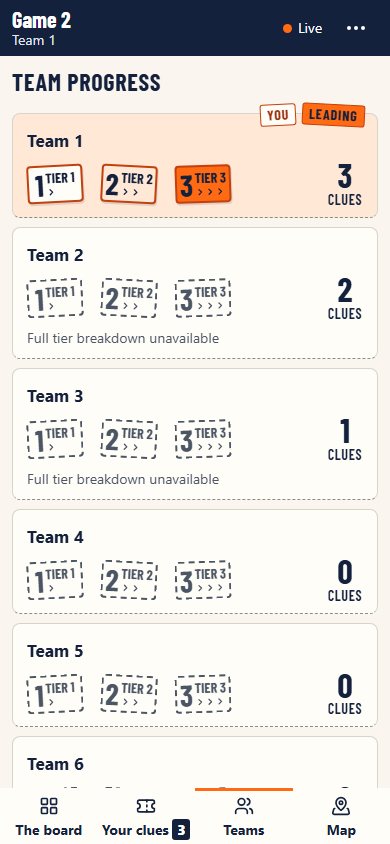 Game 2
Team 1
Live
TEAM PROGRESS
YOU
LEADING
Team 1
1 TIER 1 ›
2 TIER 2 › ›
3 TIER 3 › › ›
3
CLUES
Team 2
1 TIER 1 ›
2 TIER 2 › ›
3 TIER 3 › › ›
2
CLUES
Full tier breakdown unavailable
Team 3
1 TIER 1 ›
2 TIER 2 › ›
3 TIER 3 › › ›
1
CLUES
Full tier breakdown unavailable
Team 4
1 TIER 1 ›
2 TIER 2 › ›
3 TIER 3 › › ›
0
CLUES
Team 5
1 TIER 1 ›
2 TIER 2 › ›
3 TIER 3 › › ›
0
CLUES
Team 6
The board
Your clues 3
Teams
Map